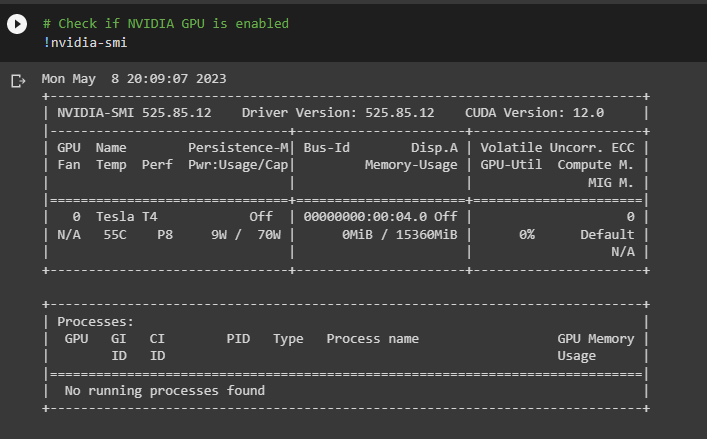 # Check if NVIDIA GPU is enabled
!nvidia-smi
Mon May  8 20:09:07 2023
+-----------------------------------------------------------------------------+
| NVIDIA-SMI 525.85.12    Driver Version: 525.85.12    CUDA Version: 12.0     |
|-------------------------------+----------------------+----------------------+
| GPU  Name        Persistence-M| Bus-Id        Disp.A | Volatile Uncorr. ECC |
| Fan  Temp  Perf  Pwr:Usage/Cap|         Memory-Usage | GPU-Util  Compute M. |
|                               |                      |               MIG M. |
|===============================+======================+======================|
|   0  Tesla T4            Off  | 00000000:00:04.0 Off |                    0 |
| N/A   55C    P8     9W /  70W |      0MiB / 15360MiB |      0%      Default |
|                               |                      |                  N/A |
+-------------------------------+----------------------+----------------------+

+-----------------------------------------------------------------------------+
| Processes:                                                                  |
|  GPU   GI   CI        PID   Type   Process name                  GPU Memory |
|        ID   ID                                                   Usage      |
|=============================================================================|
|  No running processes found                                                 |
+-----------------------------------------------------------------------------+